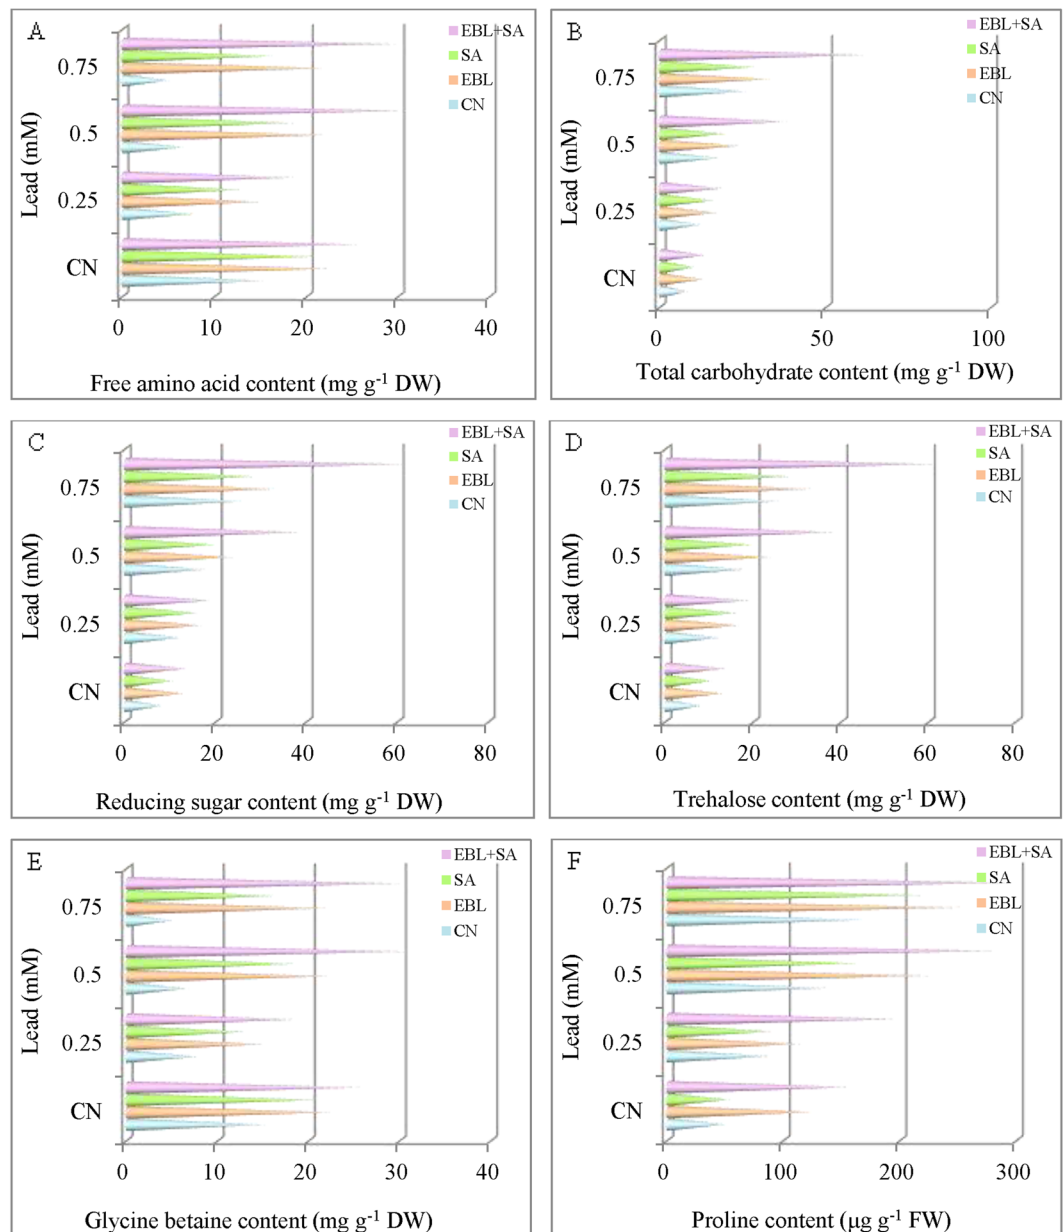 A
EBL+SA
SA
EBL
CN
0.75
0.5
0.25
CN
Lead (mM)
0 10 20 30 40
Free amino acid content (mg g-1 DW)
B
EBL+SA
SA
EBL
CN
0.75
0.5
0.25
CN
Lead (mM)
0 50 100
Total carbohydrate content (mg g-1 DW)
C
EBL+SA
SA
EBL
CN
0.75
0.5
0.25
CN
Lead (mM)
0 20 40 60 80
Reducing sugar content (mg g-1 DW)
D
EBL+SA
SA
EBL
CN
0.75
0.5
0.25
CN
Lead (mM)
0 20 40 60 80
Trehalose content (mg g-1 DW)
E
EBL+SA
SA
EBL
CN
0.75
0.5
0.25
CN
Lead (mM)
0 10 20 30 40
Glycine betaine content (mg g-1 DW)
F
EBL+SA
SA
EBL
CN
0.75
0.5
0.25
CN
Lead (mM)
0 100 200 300
Proline content (µg g-1 FW)